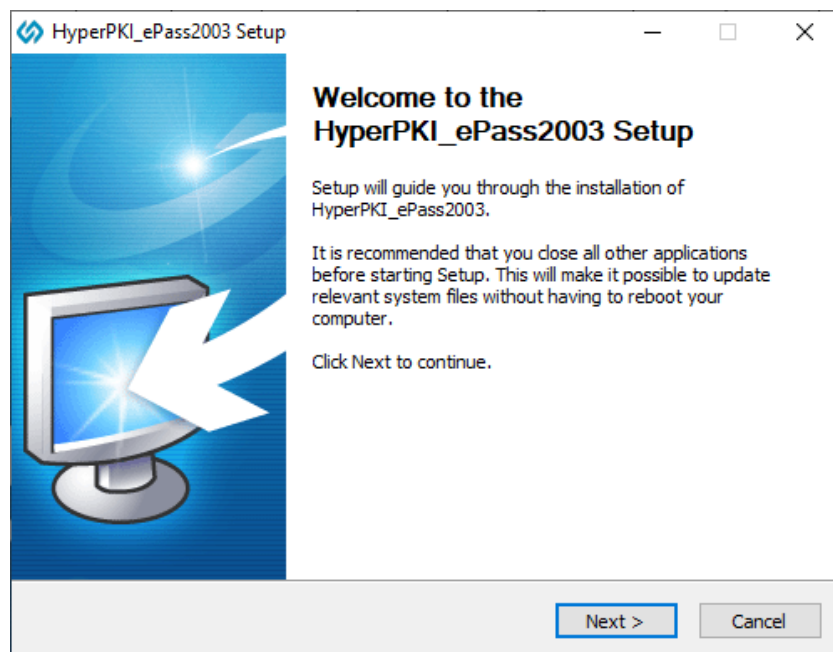 HyperPKI_ePass2003 Setup
Welcome to the
HyperPKI_ePass2003 Setup
Setup will guide you through the installation of
HyperPKI_ePass2003.
It is recommended that you close all other applications
before starting Setup. This will make it possible to update
relevant system files without having to reboot your
computer.
Click Next to continue.
Next >
Cancel